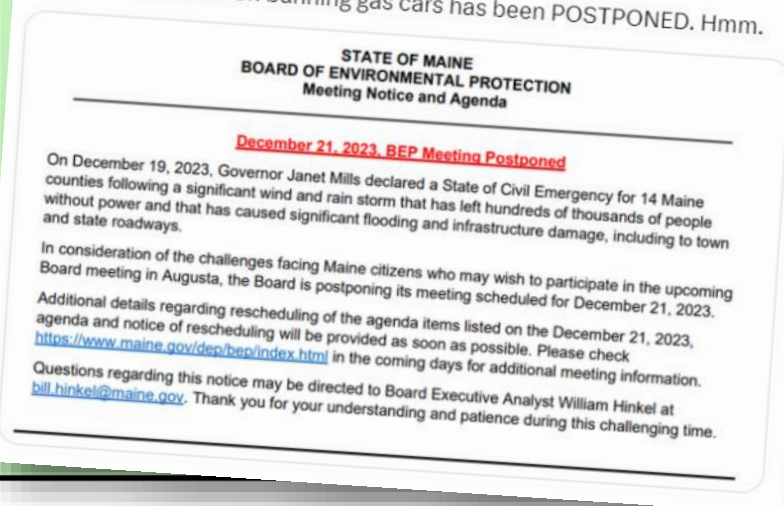 banning gas cars has been POSTPONED. Hmm.
STATE OF MAINE
BOARD OF ENVIRONMENTAL PROTECTION
Meeting Notice and Agenda
December 21, 2023, BEP Meeting Postponed
On December 19, 2023, Governor Janet Mills declared a State of Civil Emergency for 14 Maine
counties following a significant wind and rain storm that has left hundreds of thousands of people
without power and that has caused significant flooding and infrastructure damage, including to town
and state roadways.
In consideration of the challenges facing Maine citizens who may wish to participate in the upcoming
Board meeting in Augusta, the Board is postponing its meeting scheduled for December 21, 2023.
Additional details regarding rescheduling of the agenda items listed on the December 21, 2023,
agenda and notice of rescheduling will be provided as soon as possible. Please check
https://www.maine.gov/dep/bep/index.html in the coming days for additional meeting information.
Questions regarding this notice may be directed to Board Executive Analyst William Hinkel at
bill.hinkel@maine.gov. Thank you for your understanding and patience during this challenging time.